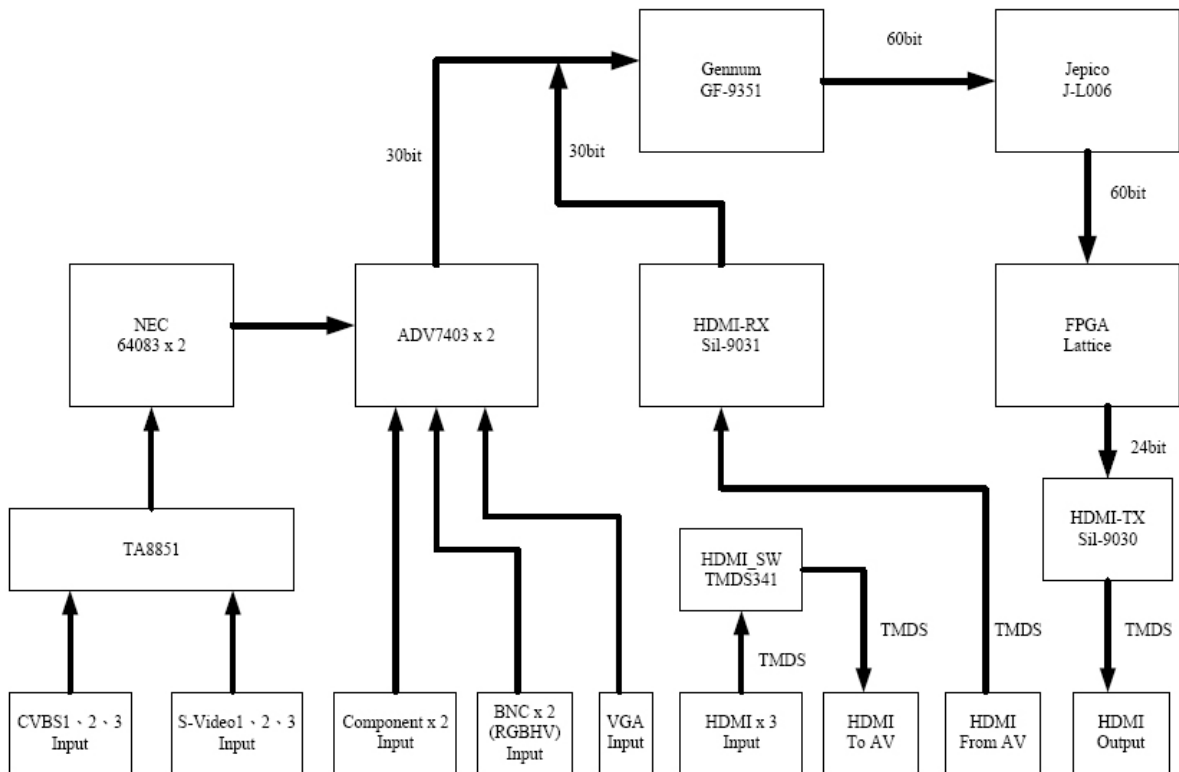 60bit
Gennum
GF-9351
Jepico
J-L006
30bit
30bit
60bit
NEC
64083 x 2
ADV7403 x 2
HDMI-RX
Sil-9031
FPGA
Lattice
24bit
TA8851
HDMI_SW
TMDS341
HDMI-TX
Sil-9030
TMDS
TMDS
TMDS
TMDS
CVBS1、2、3
Input
S-Video1、2、3
Input
Component x 2
Input
BNC x 2
(RGBHV)
Input
VGA
Input
HDMI x 3
Input
HDMI
To AV
HDMI
From AV
HDMI
Output